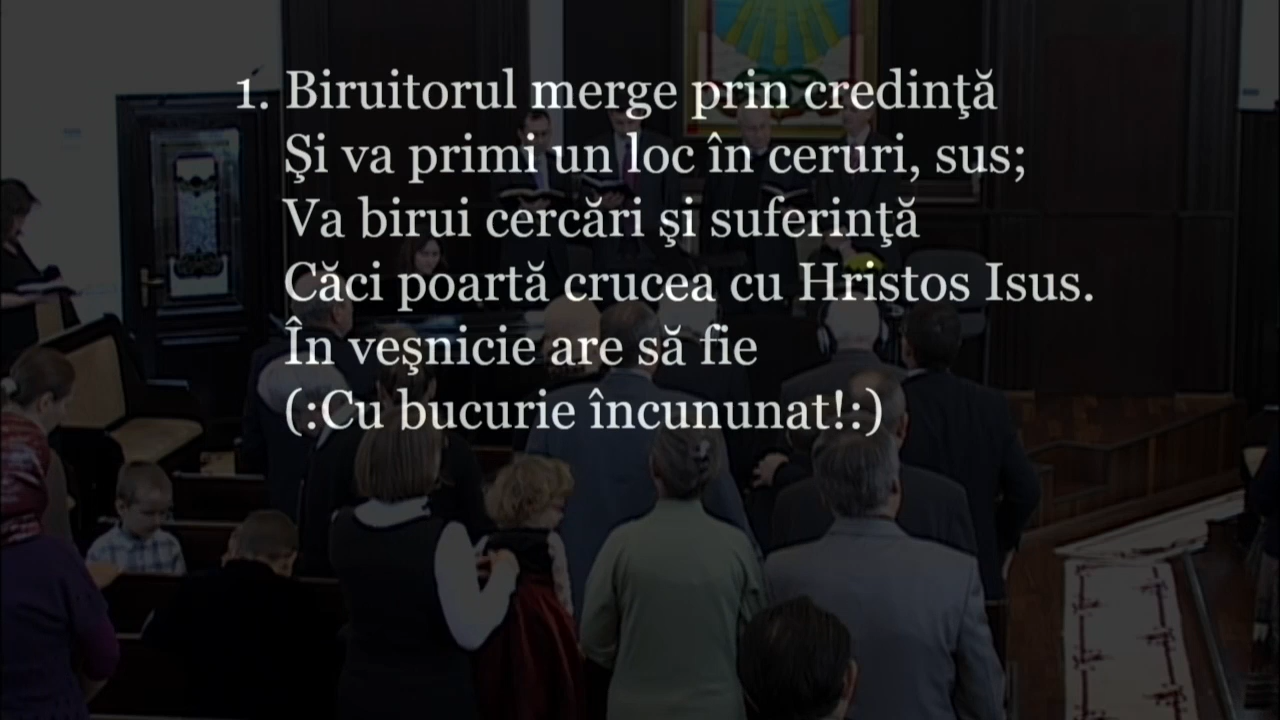 1. Biruitorul merge prin credinţă
Şi va primi un loc în ceruri, sus;
Va birui cercări şi suferinţă
Căci poartă crucea cu Hristos Isus.
În veşnicie are să fie
(:Cu bucurie încununat!:)